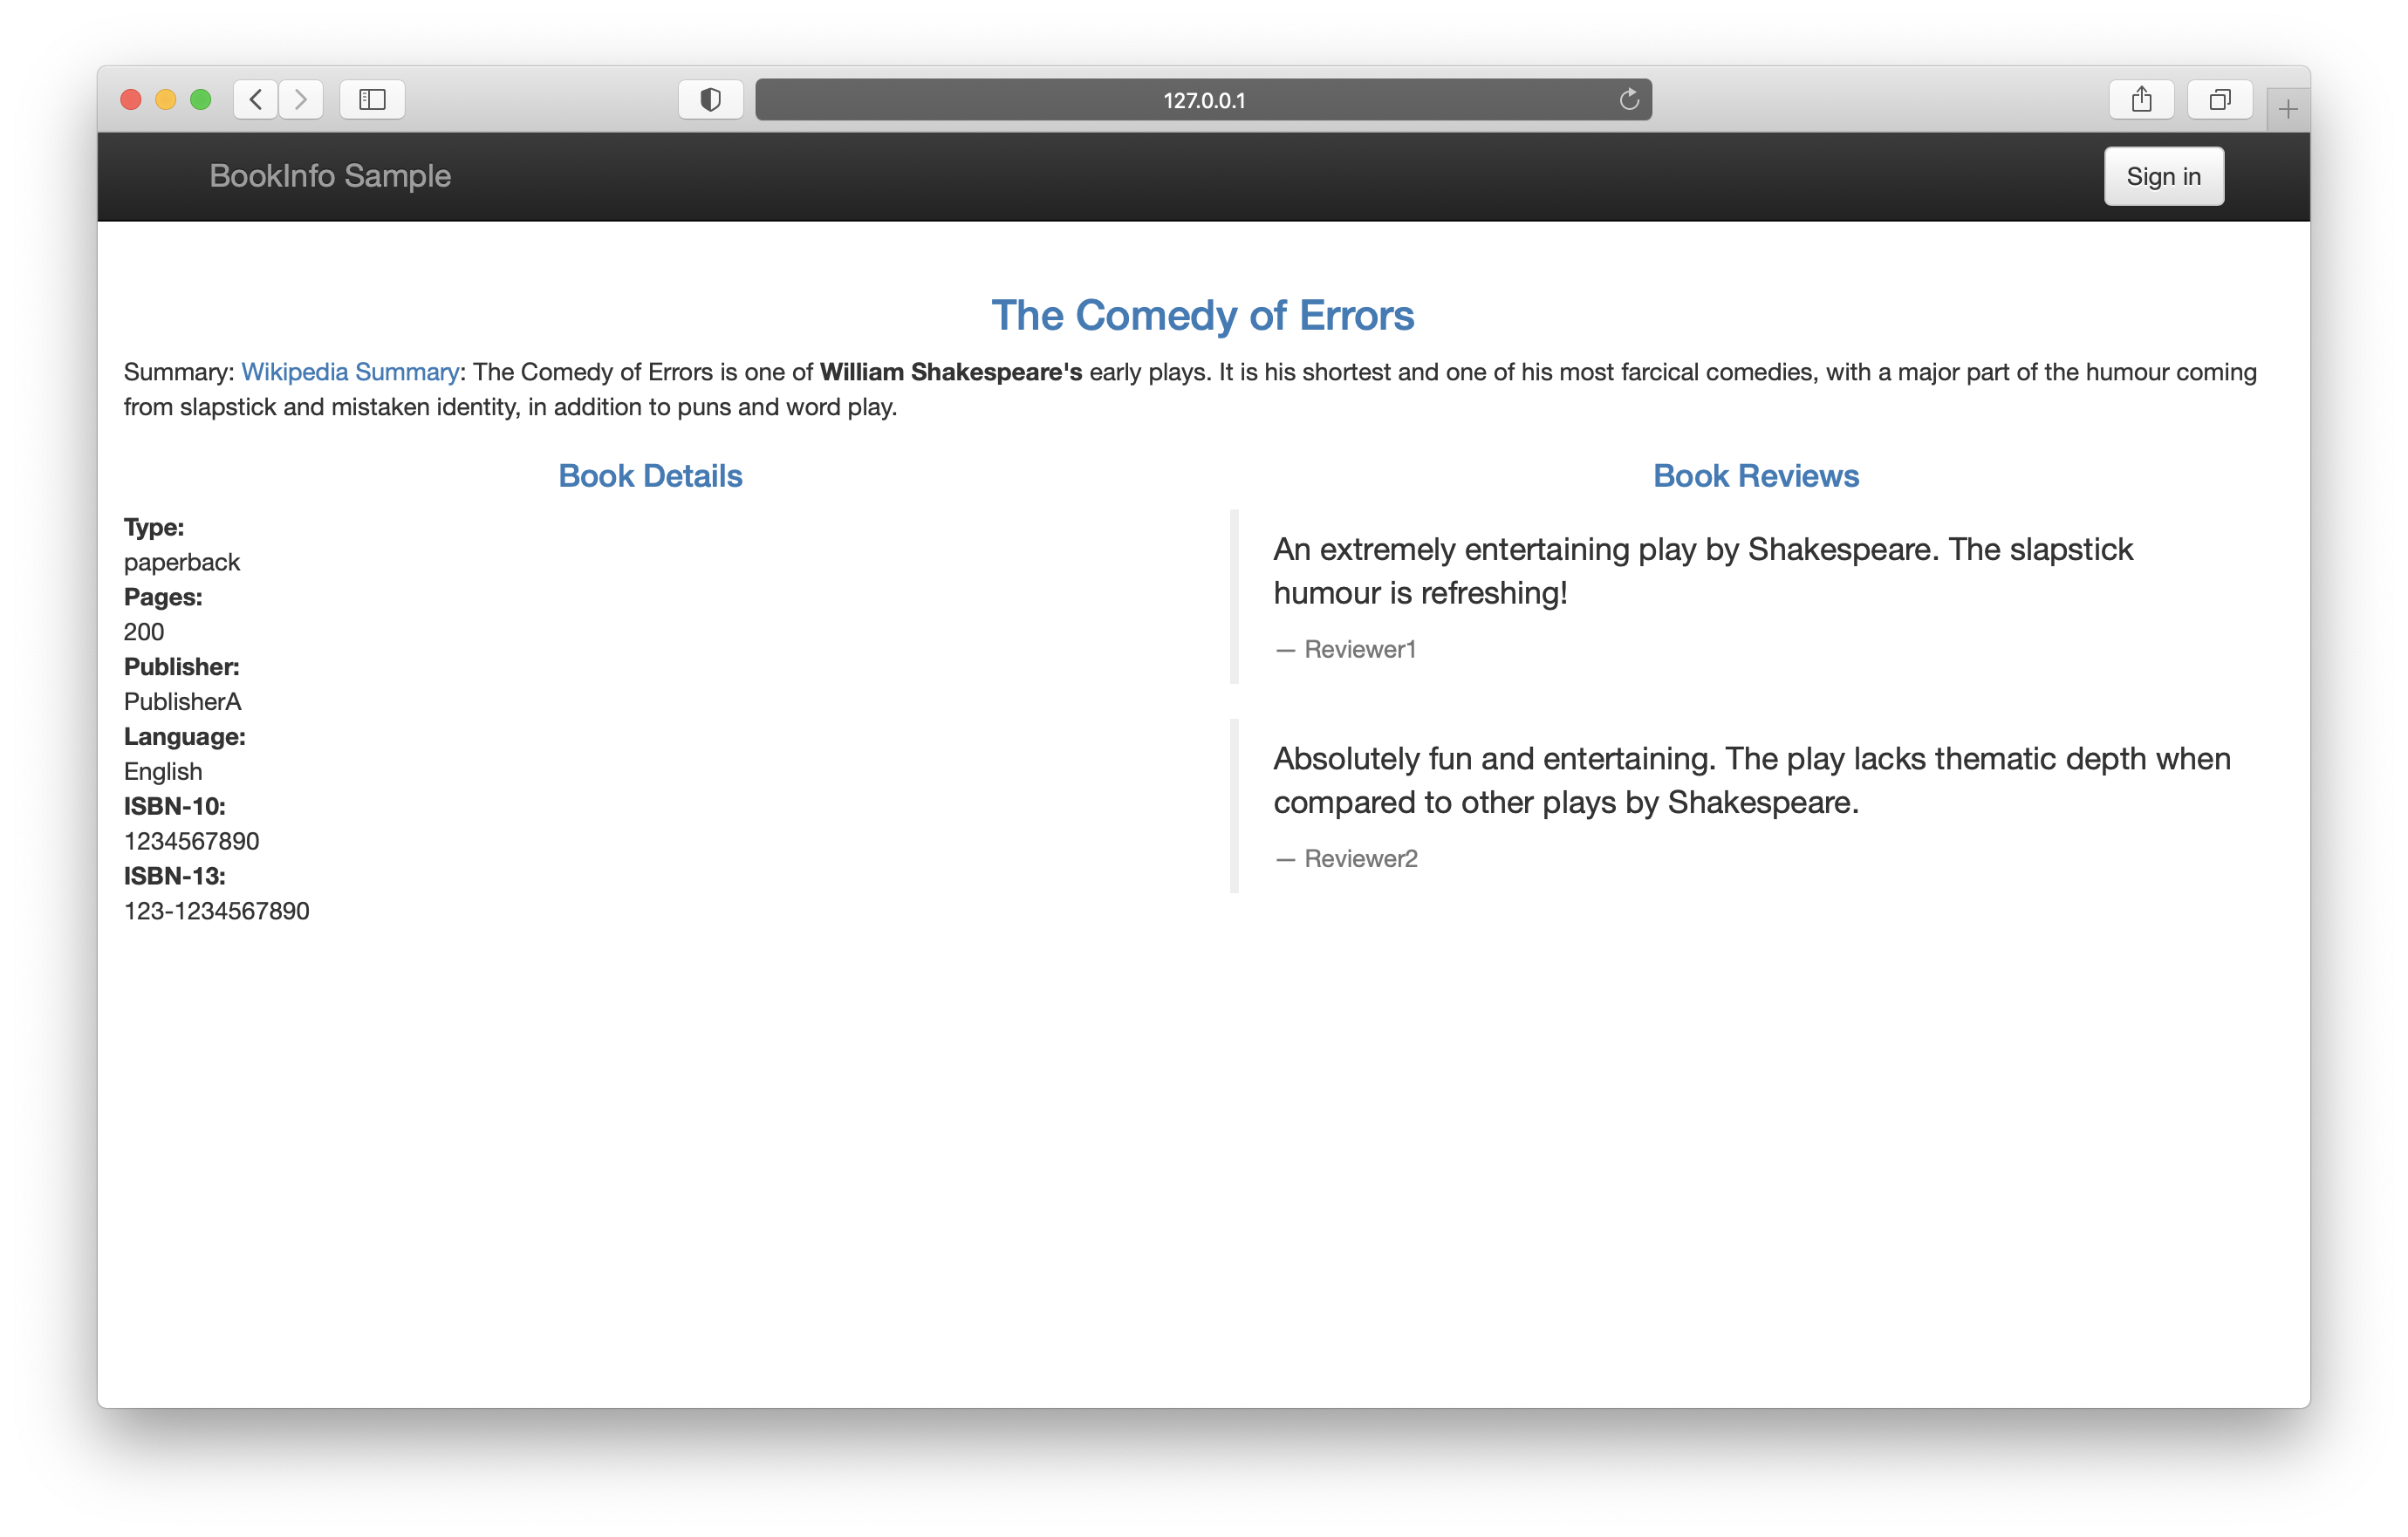 127.0.0.1
BookInfo Sample
Sign in
The Comedy of Errors
Summary: Wikipedia Summary: The Comedy of Errors is one of William Shakespeare's early plays. It is his shortest and one of his most farcical comedies, with a major part of the humour coming
from slapstick and mistaken identity, in addition to puns and word play.
Book Details
Type:
paperback
Pages:
200
Publisher:
PublisherA
Language:
English
ISBN-10:
1234567890
ISBN-13:
123-1234567890
Book Reviews
An extremely entertaining play by Shakespeare. The slapstick
humour is refreshing!
— Reviewer1
Absolutely fun and entertaining. The play lacks thematic depth when
compared to other plays by Shakespeare.
— Reviewer2